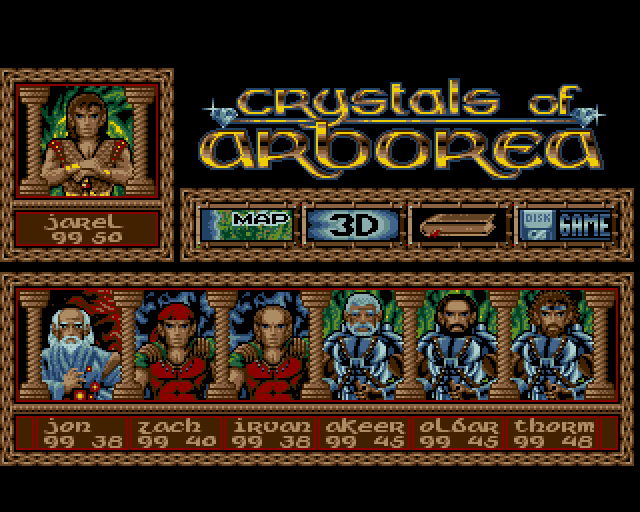 crystals of
arborea
jarel
99 50
MAP
3D
DISK
GAME
jon zach irvan akeer olbar thorm
99 38 99 40 99 38 99 45 99 45 99 48